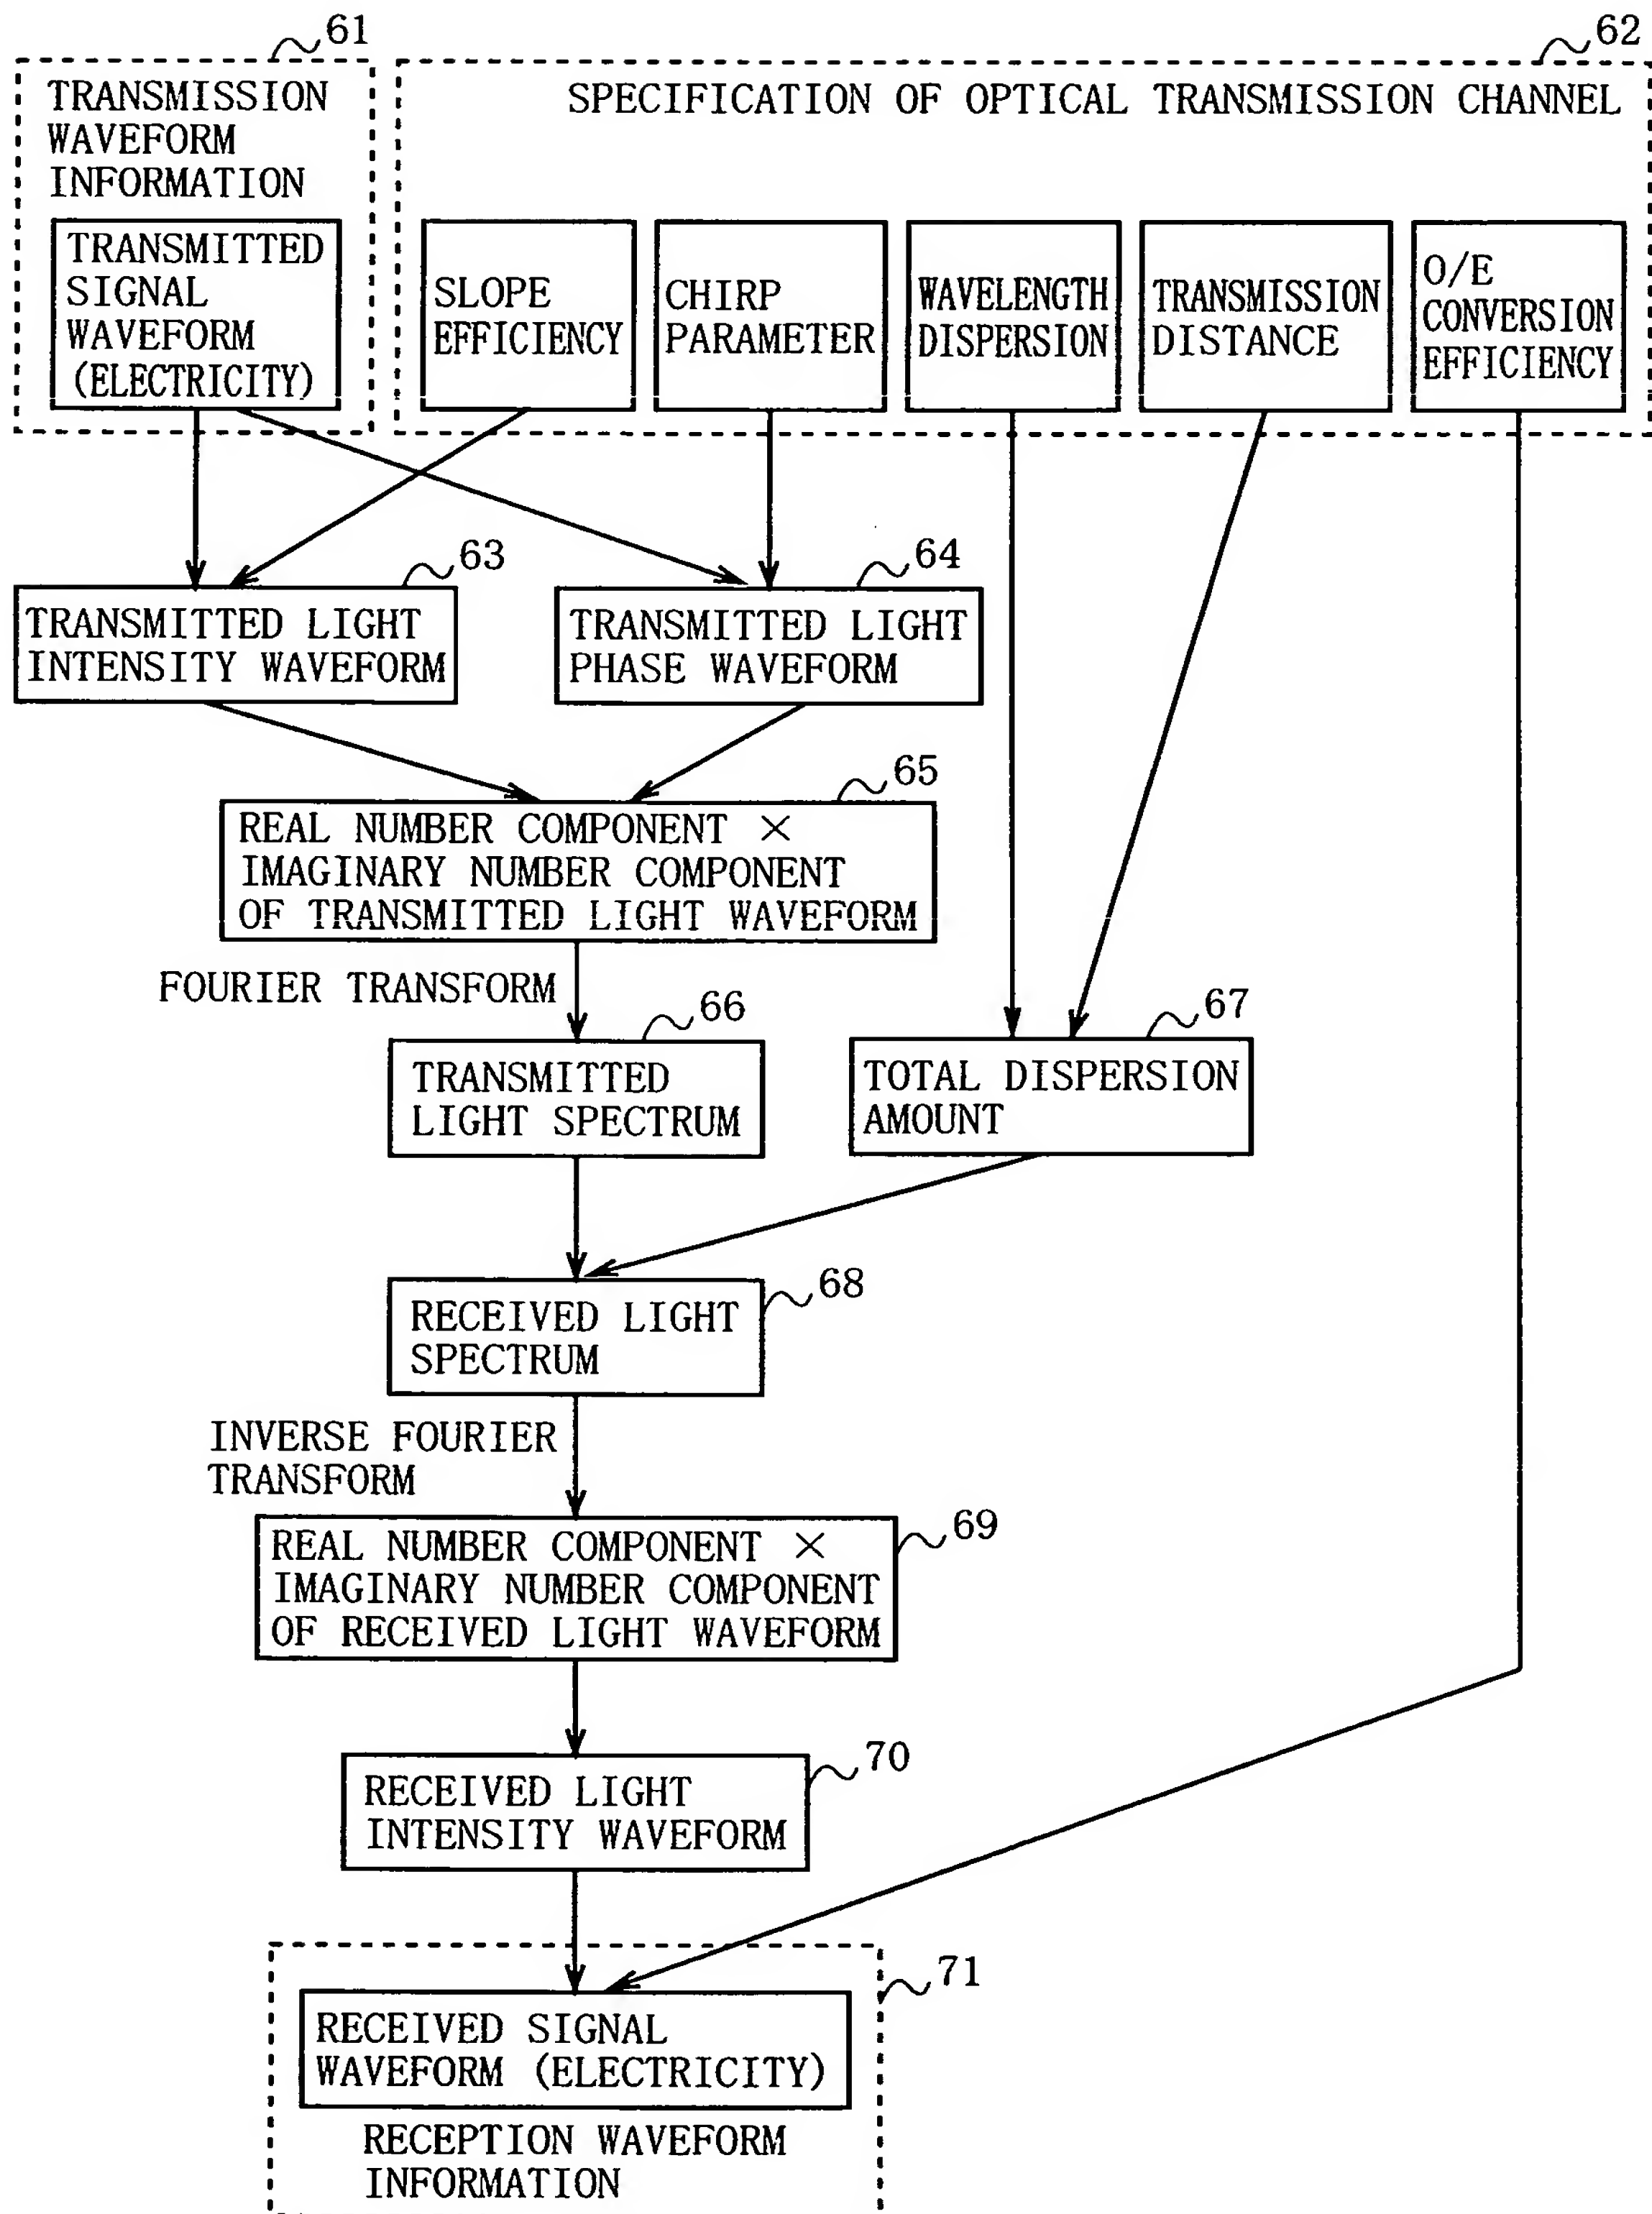 61
62
TRANSMISSION
WAVEFORM
INFORMATION
SPECIFICATION OF OPTICAL TRANSMISSION CHANNEL
TRANSMITTED
SIGNAL
WAVEFORM
(ELECTRICITY)
SLOPE
EFFICIENCY
CHIRP
PARAMETER
WAVELENGTH
DISPERSION
TRANSMISSION
DISTANCE
O/E
CONVERSION
EFFICIENCY
63
TRANSMITTED LIGHT
INTENSITY WAVEFORM
64
TRANSMITTED LIGHT
PHASE WAVEFORM
65
REAL NUMBER COMPONENT ×
IMAGINARY NUMBER COMPONENT
OF TRANSMITTED LIGHT WAVEFORM
FOURIER TRANSFORM
66
TRANSMITTED
LIGHT SPECTRUM
67
TOTAL DISPERSION
AMOUNT
68
RECEIVED LIGHT
SPECTRUM
INVERSE FOURIER
TRANSFORM
69
REAL NUMBER COMPONENT ×
IMAGINARY NUMBER COMPONENT
OF RECEIVED LIGHT WAVEFORM
70
RECEIVED LIGHT
INTENSITY WAVEFORM
71
RECEIVED SIGNAL
WAVEFORM (ELECTRICITY)
RECEPTION WAVEFORM
INFORMATION